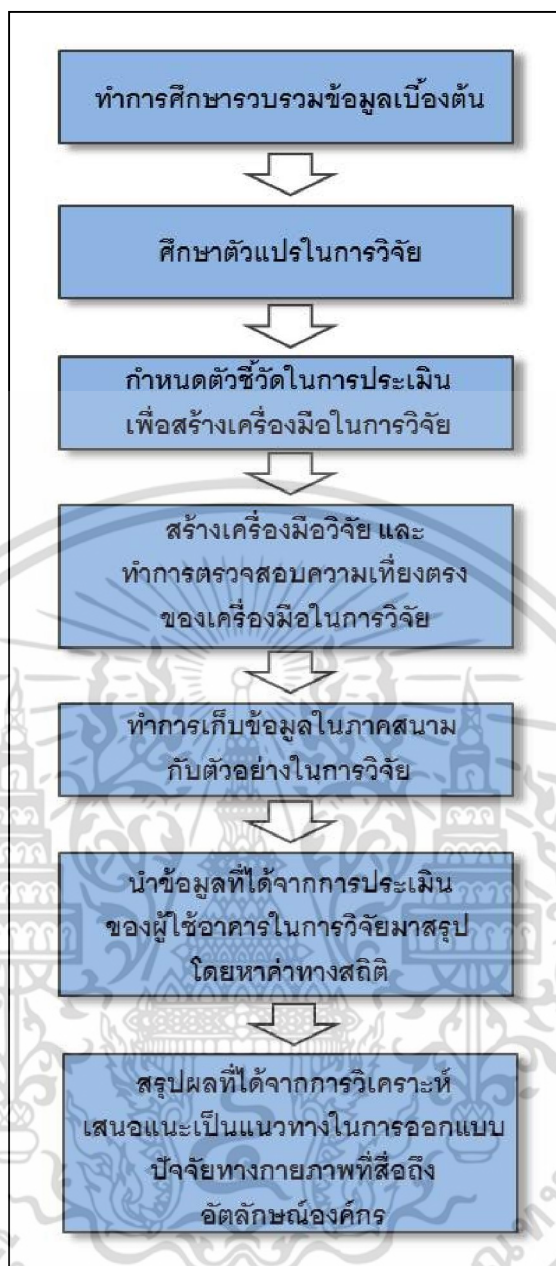 ทำการศึกษารวบรวมข้อมูลเบื้องต้น
ศึกษาตัวแปรในการวิจัย
กำหนดตัวชี้วัดในการประเมิน
เพื่อสร้างเครื่องมือในการวิจัย
สร้างเครื่องมือวิจัย และ
ทำการตรวจสอบความเที่ยงตรง
ของเครื่องมือในการวิจัย
ทำการเก็บข้อมูลในภาคสนาม
กับตัวอย่างในการวิจัย
นำข้อมูลที่ได้จากการประเมิน
ของผู้ใช้อาคารในการวิจัยมาสรุป
โดยหาค่าทางสถิติ
สรุปผลที่ได้จากการวิเคราะห์
เสนอแนะเป็นแนวทางในการออกแบบ
ปัจจัยทางกายภาพที่สื่อถึง
อัตลักษณ์องค์กร